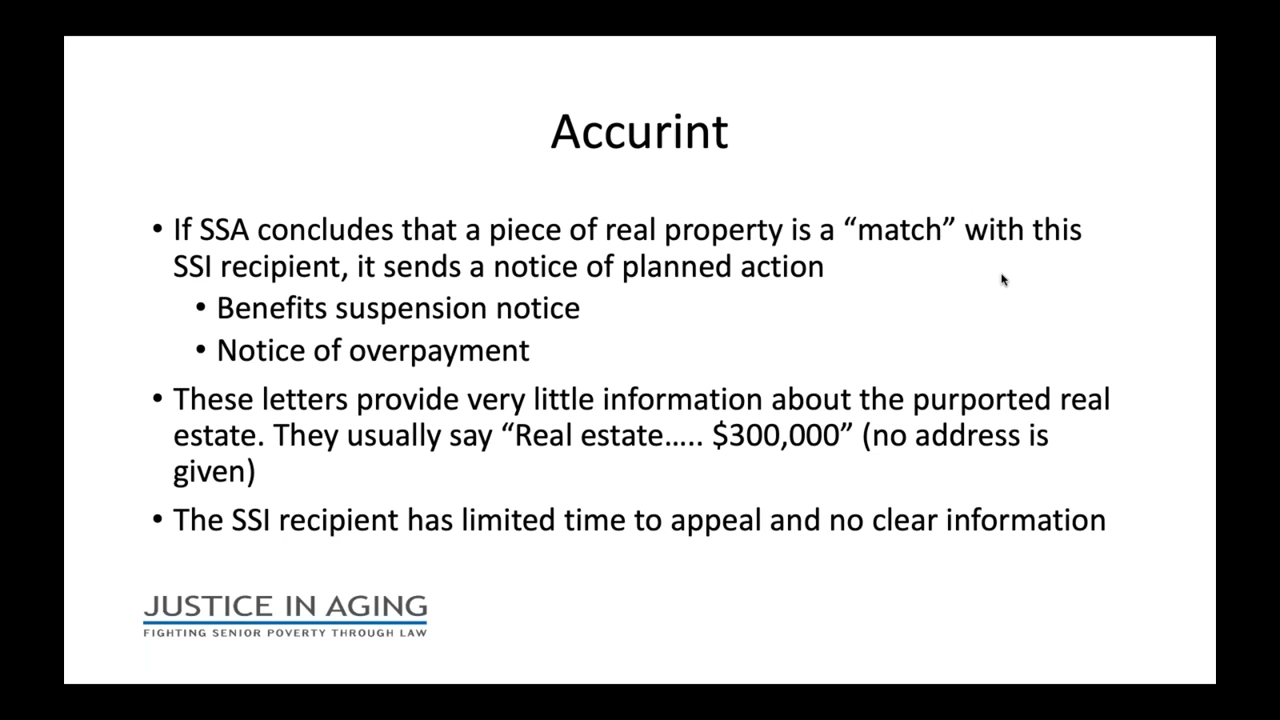 Accurint
• If SSA concludes that a piece of real property is a “match” with this
SSI recipient, it sends a notice of planned action
• Benefits suspension notice
• Notice of overpayment
• These letters provide very little information about the purported real
estate. They usually say “Real estate….. $300,000” (no address is
given)
• The SSI recipient has limited time to appeal and no clear information
JUSTICE IN AGING
FIGHTING SENIOR POVERTY THROUGH LAW